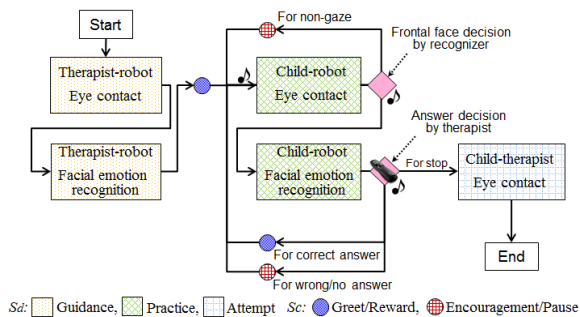 Start
For non-gaze
Frontal face decision
by recognizer
Therapist-robot
Eye contact
Child-robot
Eye contact
Answer decision
by therapist
Therapist-robot
Facial emotion
recognition
Child-robot
Facial emotion
recognition
For stop
Child-therapist
Eye contact
For correct answer
End
For wrong/no answer
Sd: Guidance, Practice, Attempt Sc: Greet/Reward, Encouragement/Pause